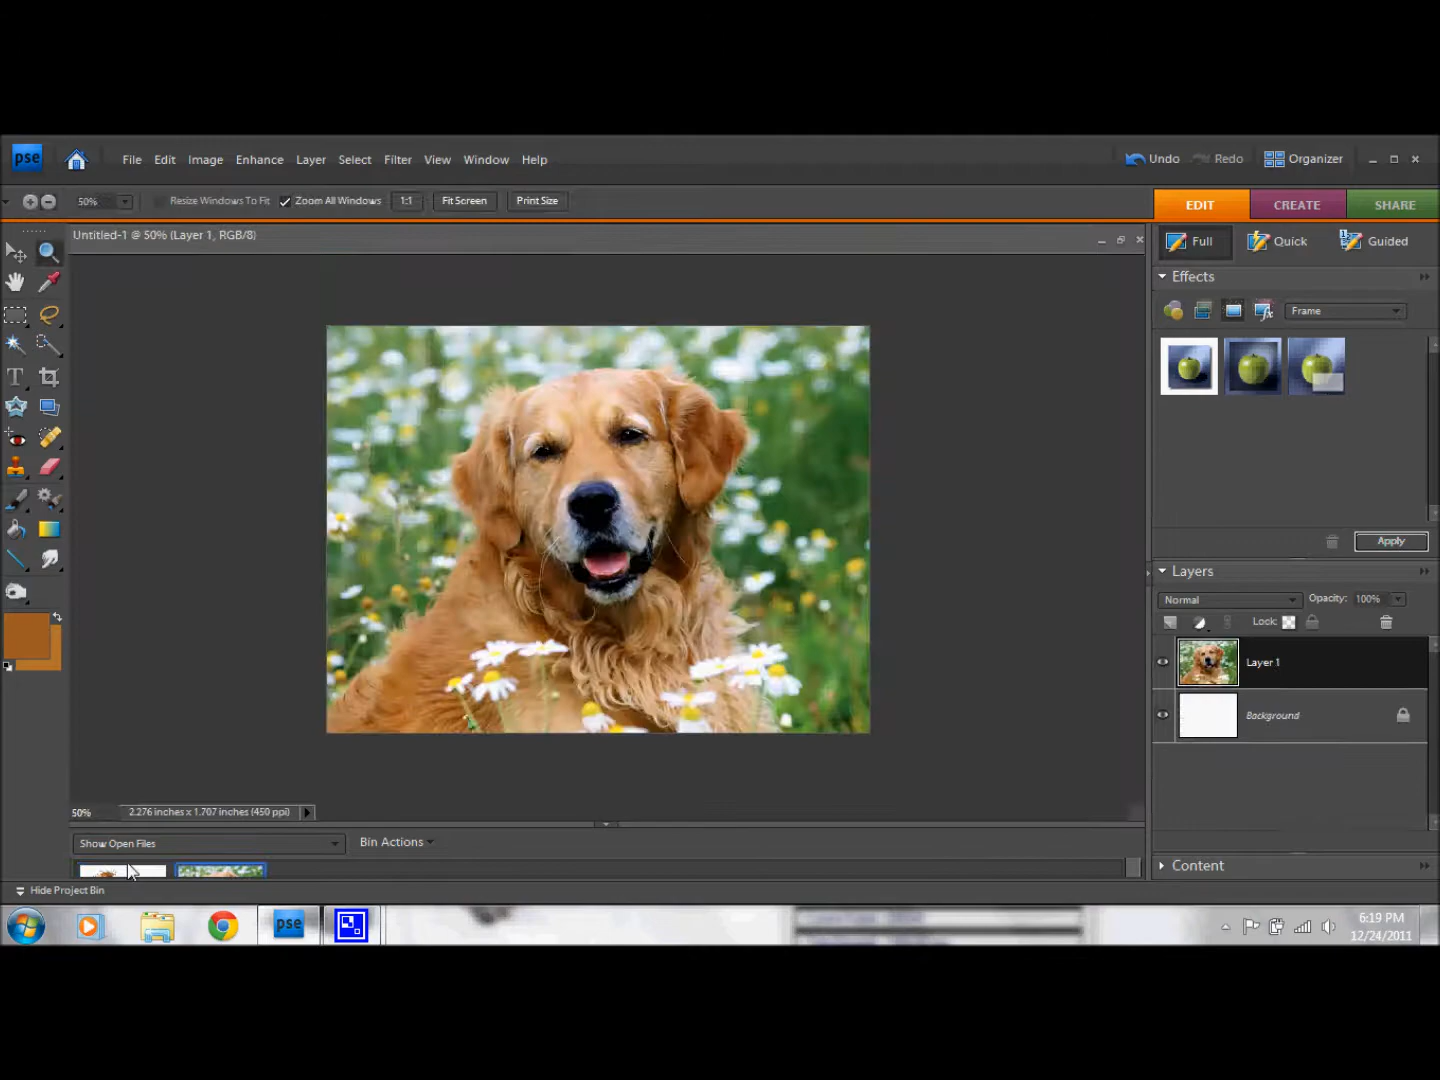 pse File Edit Image Enhance Layer Select Filter View Window Help Undo Redo Organizer
50% Resize Windows To Fit Zoom All Windows 1:1 Fit Screen Print Size
EDIT CREATE SHARE
Untitled-1 @ 50% (Layer 1, RGB/8)
Full Quick Guided
Effects
Frame
T
Apply
Layers
Normal Opacity: 100%
Lock:
Layer 1
Background
50% 2.276 inches x 1.707 inches (450 ppi)
Show Open Files Bin Actions
Content
Hide Project Bin
pse
6:19 PM
12/24/2011